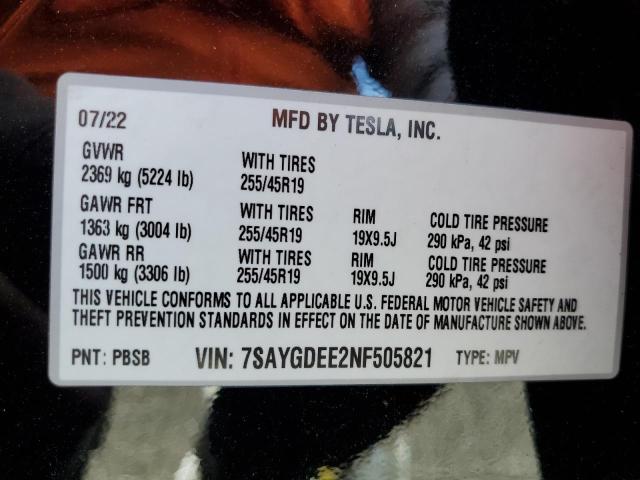 07/22 MFD BY TESLA, INC.
GVWR WITH TIRES
2369 kg (5224 lb) 255/45R19
GAWR FRT WITH TIRES RIM COLD TIRE PRESSURE
1363 kg (3004 lb) 255/45R19 19X9.5J 290 kPa, 42 psi
GAWR RR WITH TIRES RIM COLD TIRE PRESSURE
1500 kg (3306 lb) 255/45R19 19X9.5J 290 kPa, 42 psi
THIS VEHICLE CONFORMS TO ALL APPLICABLE U.S. FEDERAL MOTOR VEHICLE SAFETY AND
THEFT PREVENTION STANDARDS IN EFFECT ON THE DATE OF MANUFACTURE SHOWN ABOVE.
PNT: PBSB VIN: 7SAYGDEE2NF505821 TYPE: MPV